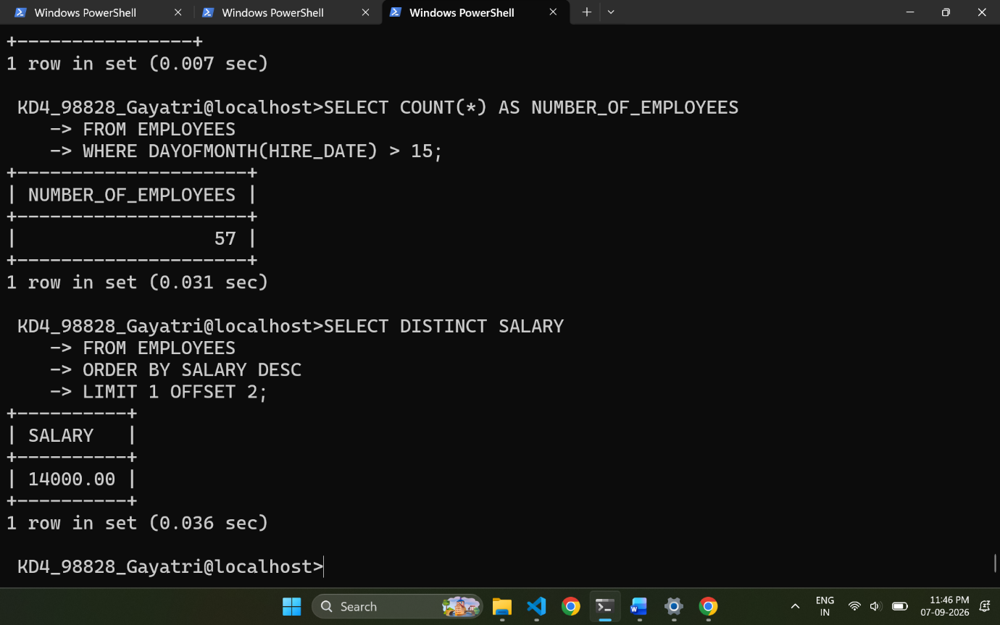 Windows PowerShell
Windows PowerShell
Windows PowerShell
+----------------+
1 row in set (0.007 sec)
KD4_98828_Gayatri@localhost>SELECT COUNT(*) AS NUMBER_OF_EMPLOYEES
-> FROM EMPLOYEES
-> WHERE DAYOFMONTH(HIRE_DATE) > 15;
+---------------------+
| NUMBER_OF_EMPLOYEES |
+---------------------+
|                  57 |
+---------------------+
1 row in set (0.031 sec)
KD4_98828_Gayatri@localhost>SELECT DISTINCT SALARY
-> FROM EMPLOYEES
-> ORDER BY SALARY DESC
-> LIMIT 1 OFFSET 2;
+----------+
| SALARY   |
+----------+
| 14000.00 |
+----------+
1 row in set (0.036 sec)
KD4_98828_Gayatri@localhost>
Search
ENG
IN
11:46 PM
07-09-2026